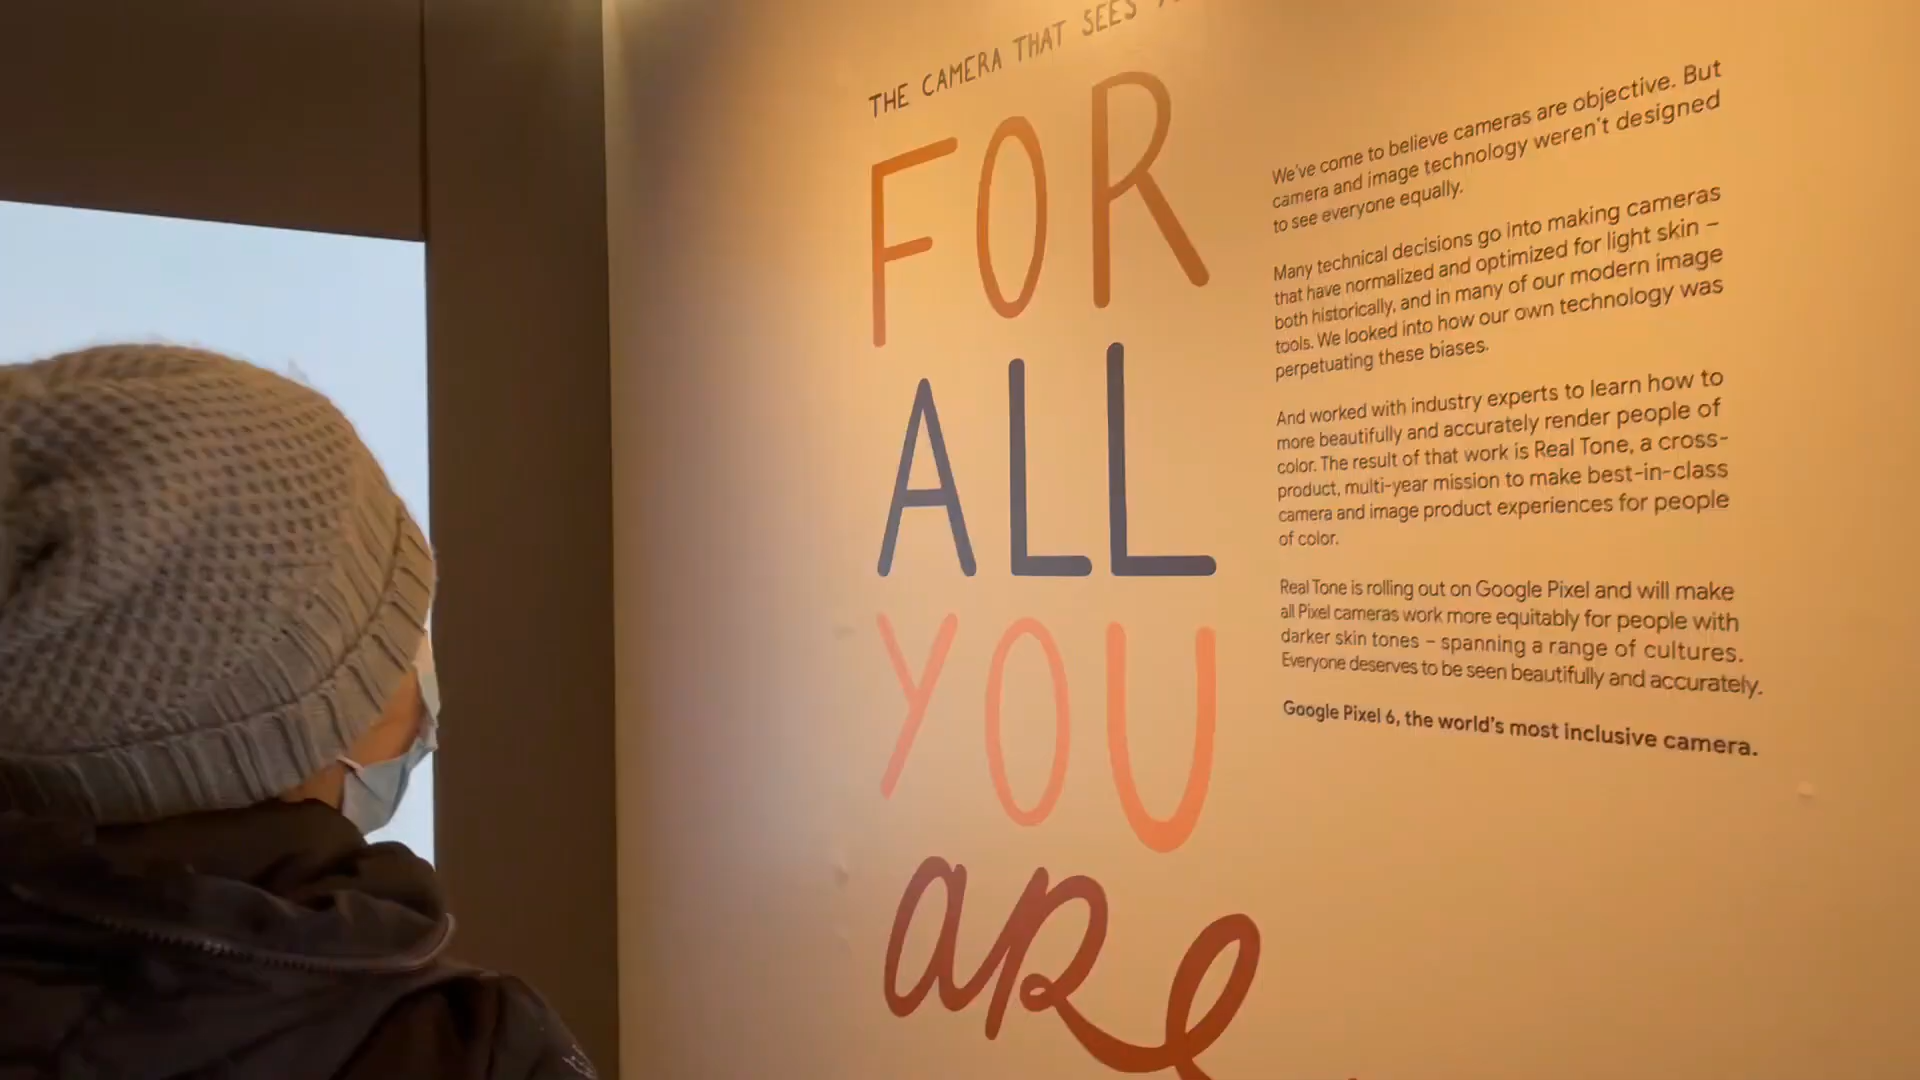 THE CAMERA THAT SEES
FOR
ALL
YOU
ARe
We've come to believe cameras are objective. But
camera and image technology weren't designed
to see everyone equally.
Many technical decisions go into making cameras
that have normalized and optimized for light skin –
both historically, and in many of our modern image
tools. We looked into how our own technology was
perpetuating these biases.
And worked with industry experts to learn how to
more beautifully and accurately render people of
color. The result of that work is Real Tone, a cross-
product, multi-year mission to make best-in-class
camera and image product experiences for people
of color.
Real Tone is rolling out on Google Pixel and will make
all Pixel cameras work more equitably for people with
darker skin tones – spanning a range of cultures.
Everyone deserves to be seen beautifully and accurately.
Google Pixel 6, the world's most inclusive camera.